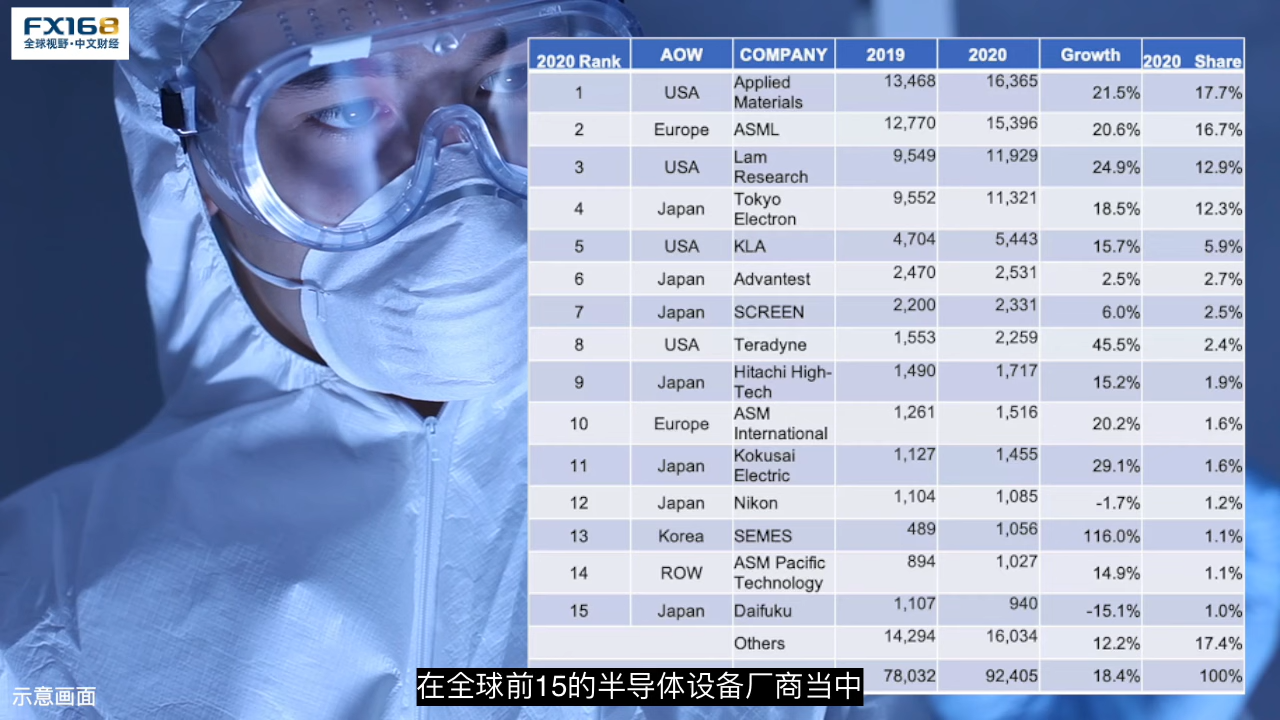 FX168
全球视野·中文财经
2020 Rank AOW COMPANY 2019 2020 Growth 2020 Share
1 USA Applied Materials 13,468 16,365 21.5% 17.7%
2 Europe ASML 12,770 15,396 20.6% 16.7%
3 USA Lam Research 9,549 11,929 24.9% 12.9%
4 Japan Tokyo Electron 9,552 11,321 18.5% 12.3%
5 USA KLA 4,704 5,443 15.7% 5.9%
6 Japan Advantest 2,470 2,531 2.5% 2.7%
7 Japan SCREEN 2,200 2,331 6.0% 2.5%
8 USA Teradyne 1,553 2,259 45.5% 2.4%
9 Japan Hitachi High-Tech 1,490 1,717 15.2% 1.9%
10 Europe ASM International 1,261 1,516 20.2% 1.6%
11 Japan Kokusai Electric 1,127 1,455 29.1% 1.6%
12 Japan Nikon 1,104 1,085 -1.7% 1.2%
13 Korea SEMES 489 1,056 116.0% 1.1%
14 ROW ASM Pacific Technology 894 1,027 14.9% 1.1%
15 Japan Daifuku 1,107 940 -15.1% 1.0%
Others 14,294 16,034 12.2% 17.4%
78,032 92,405 18.4% 100%
在全球前15的半导体设备厂商当中
示意画面